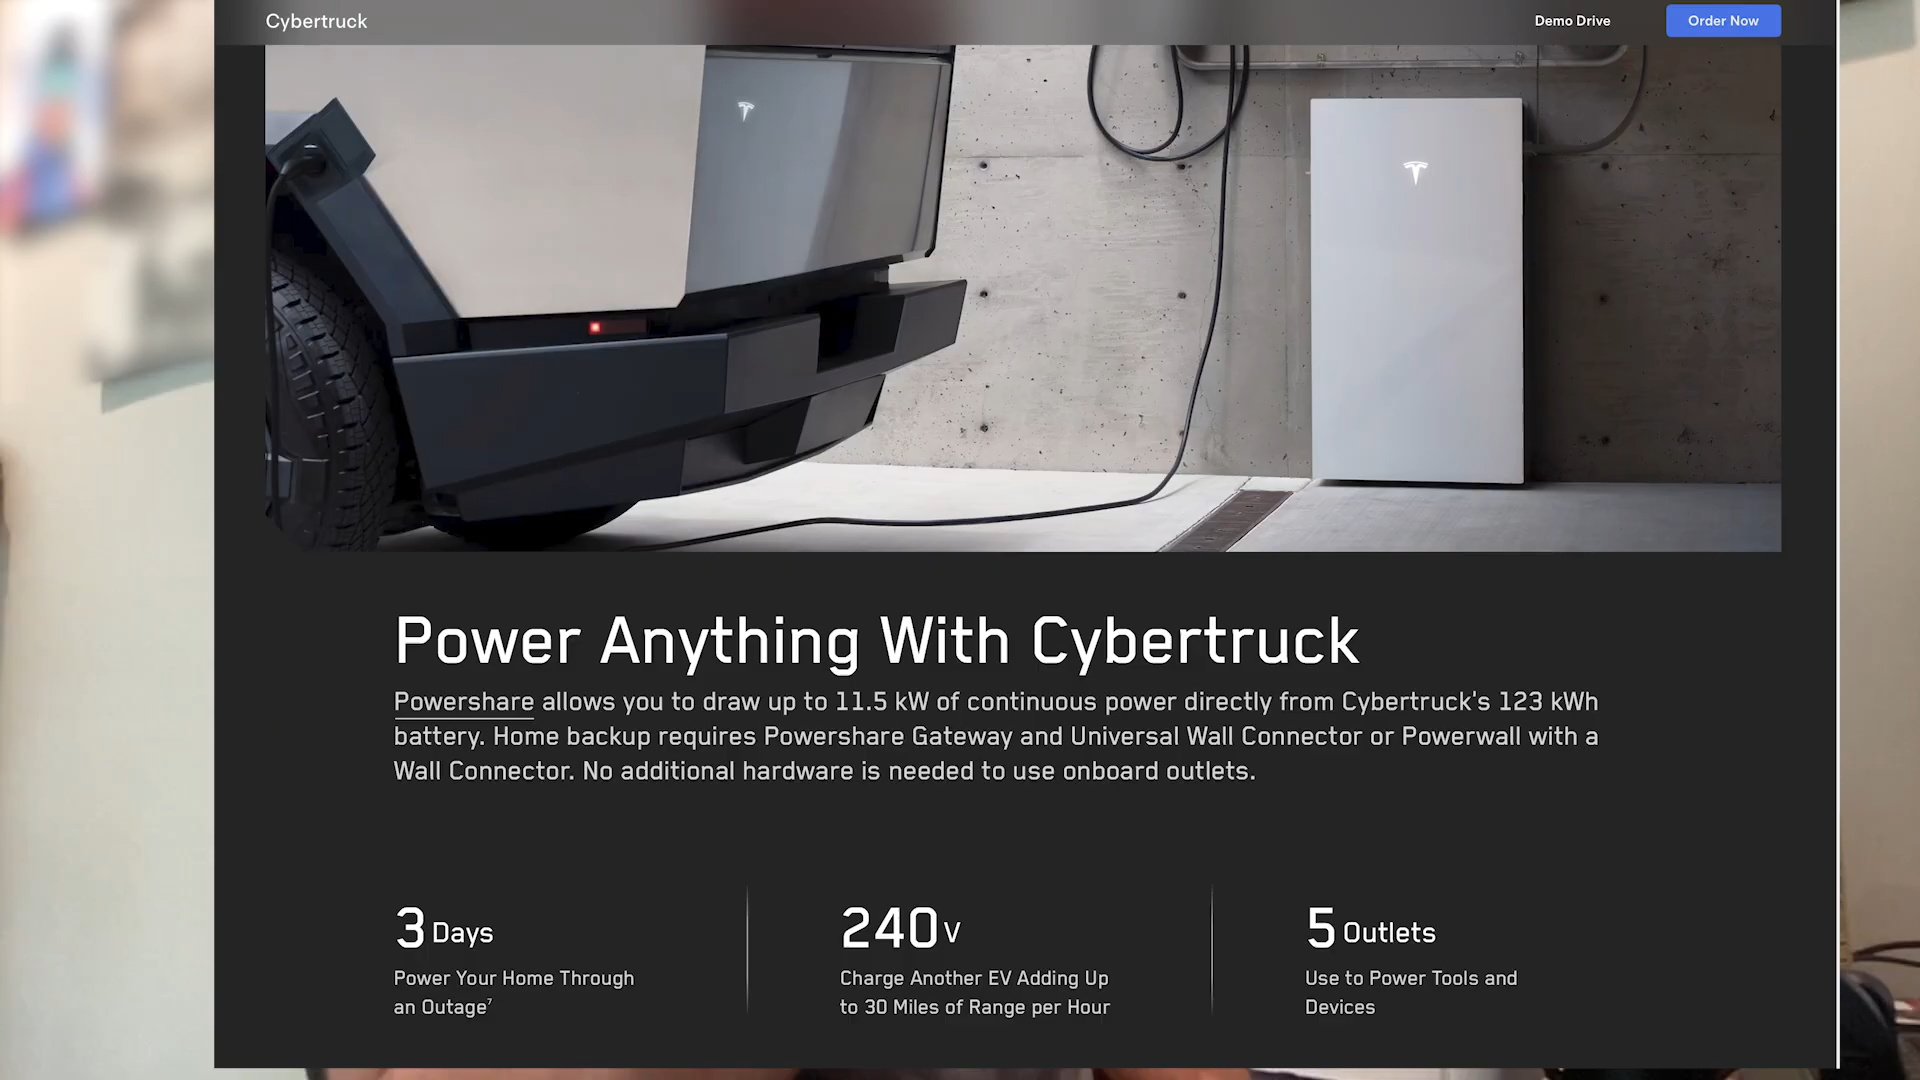 Cybertruck
Demo Drive
Order Now
Power Anything With Cybertruck
Powershare allows you to draw up to 11.5 kW of continuous power directly from Cybertruck's 123 kWh
battery. Home backup requires Powershare Gateway and Universal Wall Connector or Powerwall with a
Wall Connector. No additional hardware is needed to use onboard outlets.
3 Days
Power Your Home Through
an Outage⁷
240 V
Charge Another EV Adding Up
to 30 Miles of Range per Hour
5 Outlets
Use to Power Tools and
Devices